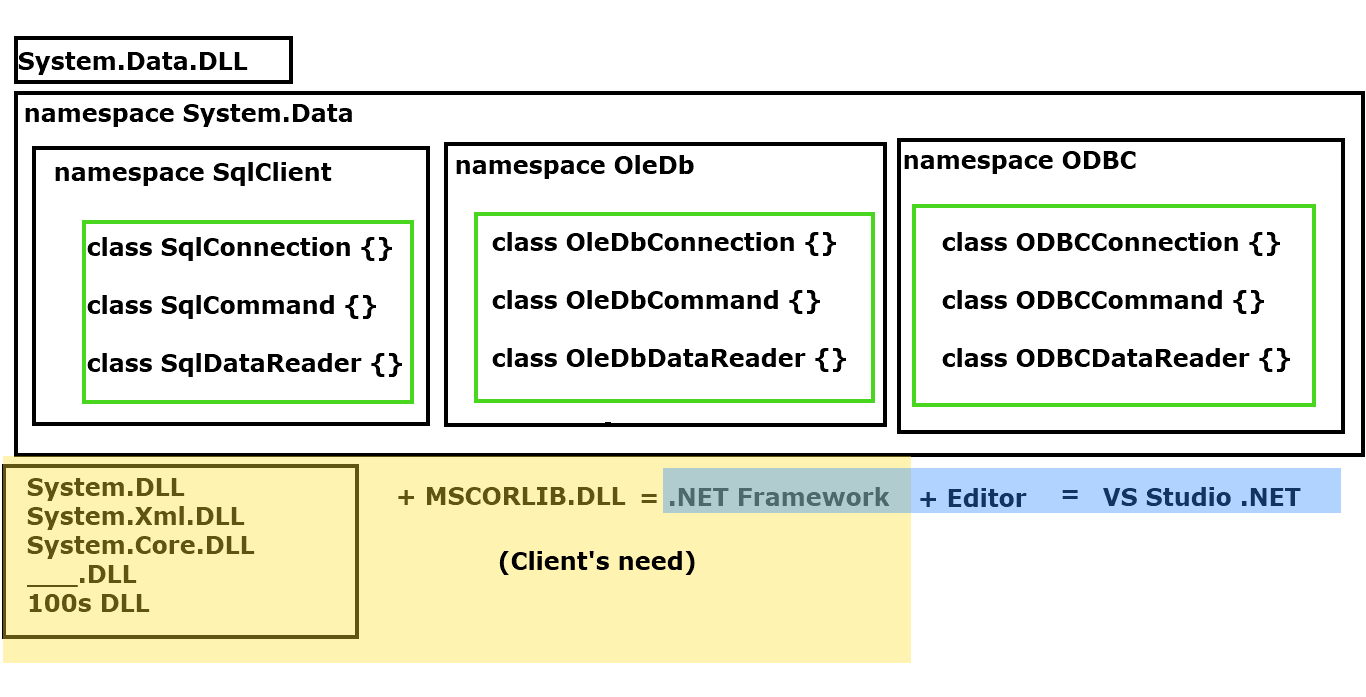 System.Data.DLL
namespace System.Data
namespace SqlClient
class SqlConnection {}
class SqlCommand {}
class SqlDataReader {}
namespace OleDb
class OleDbConnection {}
class OleDbCommand {}
class OleDbDataReader {}
namespace ODBC
class ODBCConnection {}
class ODBCCommand {}
class ODBCDataReader {}
System.DLL
System.Xml.DLL
System.Core.DLL
____.DLL
100s DLL
+ MSCORLIB.DLL = .NET Framework + Editor = VS Studio .NET
(Client's need)